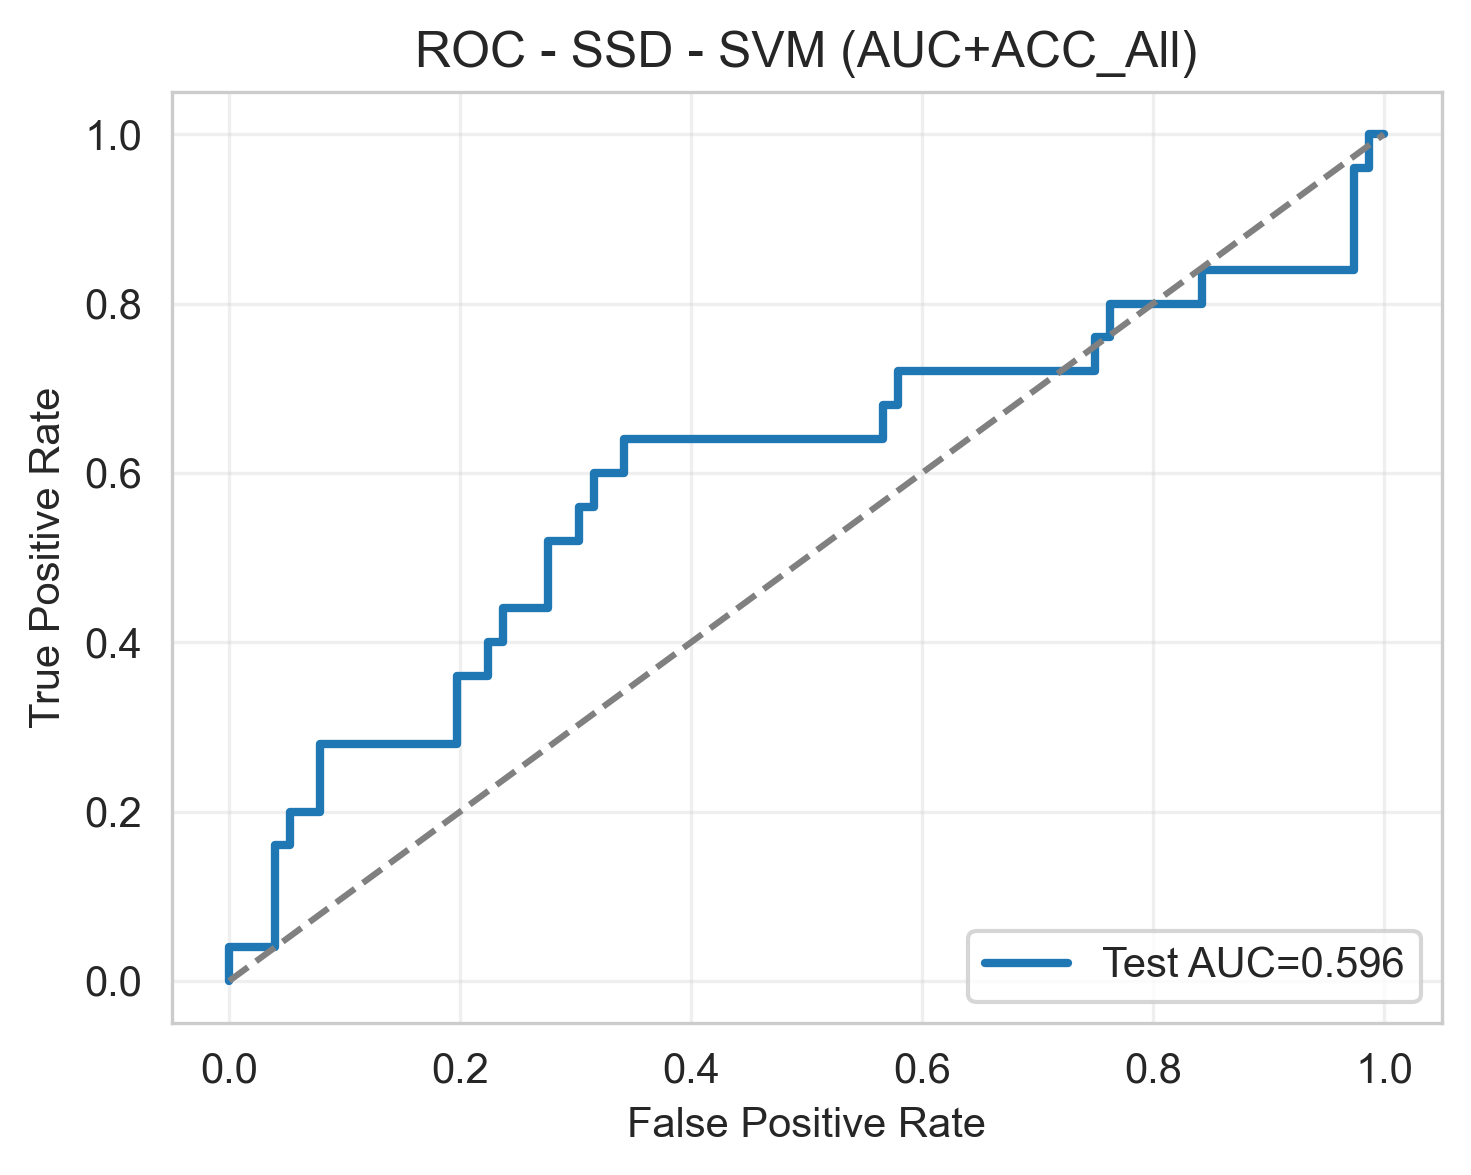 ROC - SSD - SVM (AUC+ACC_All)
True Positive Rate
1.0
0.8
0.6
0.4
0.2
0.0
Test AUC=0.596
0.0 0.2 0.4 0.6 0.8 1.0
False Positive Rate